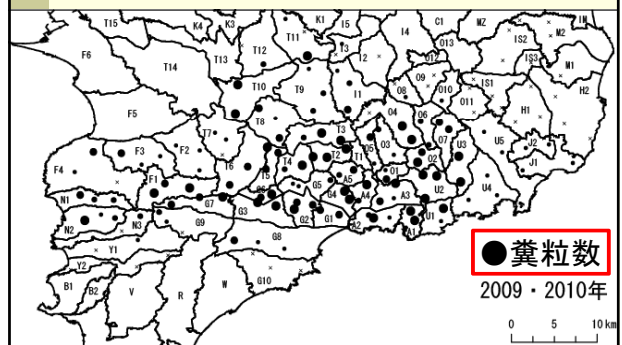 T15 K4 K3 K1 I5 I4 C1 MZ IN
T11 IS2 M2
F6 T12 I3 I2 O13
T14 T13 O12 IS3 M1
T10 T9 I1 O9 IS1 H2
O8 O10 O11
F5 T8 O4 O6 H1
T7 T3 O5 O7 U5
F3 F2 T2 T1 O3 O2 U3 J2
F4 T6 T5 T4 O1 J1
F1 G5 A5 U2 U4
N1 G7 G3 G6 G4 A4 A3
N2 N3 G9 G2 G1 A2 A1 U1
Y1 G8
Y2
B1 B2 V R W G10
●糞粒数
2009・2010年
0 5 10km